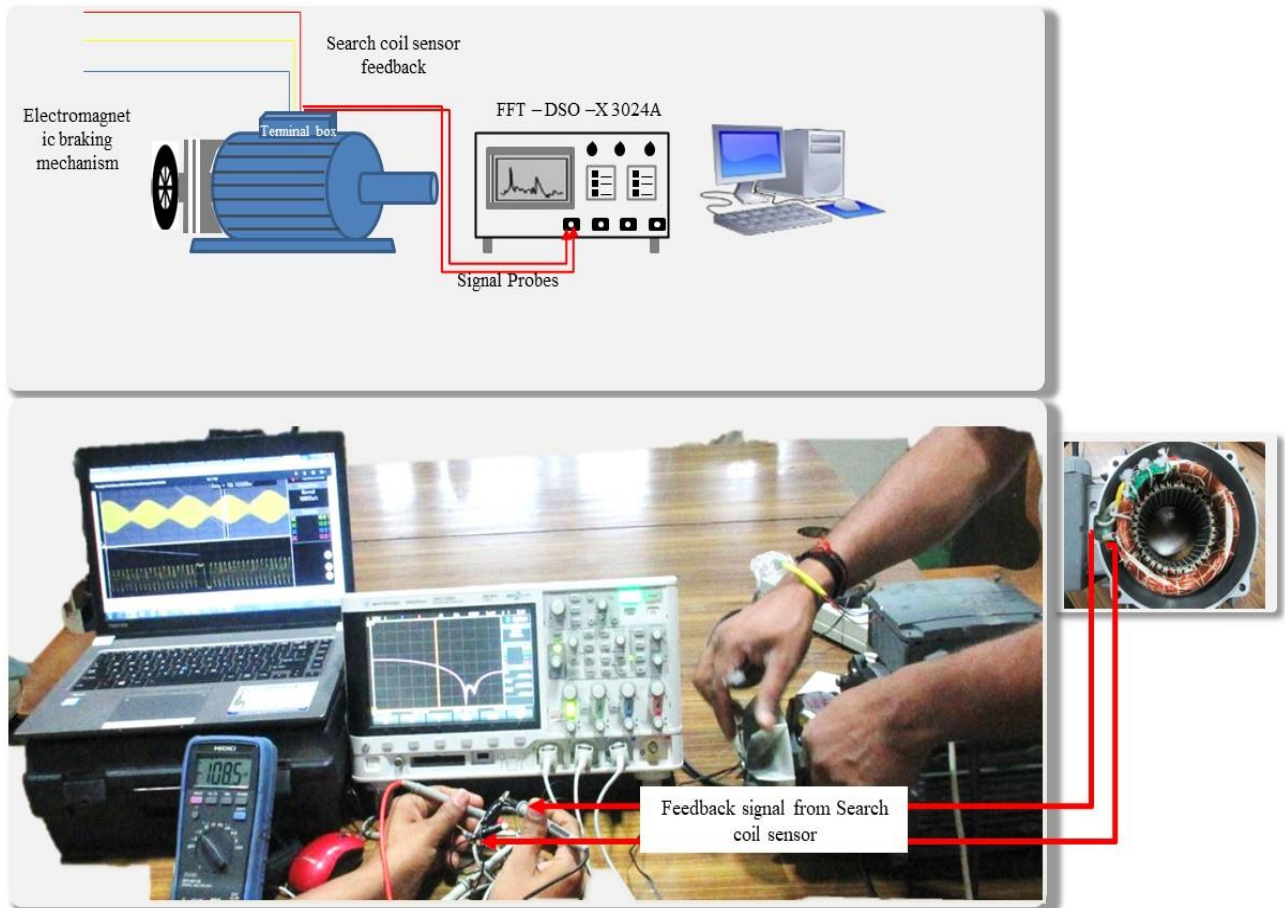 Search coil sensor
feedback
FFT – DSO –X 3024A
Electromagnet
ic braking
mechanism
Terminal box
Signal Probes
HIOKI
108.5
Feedback signal from Search
coil sensor